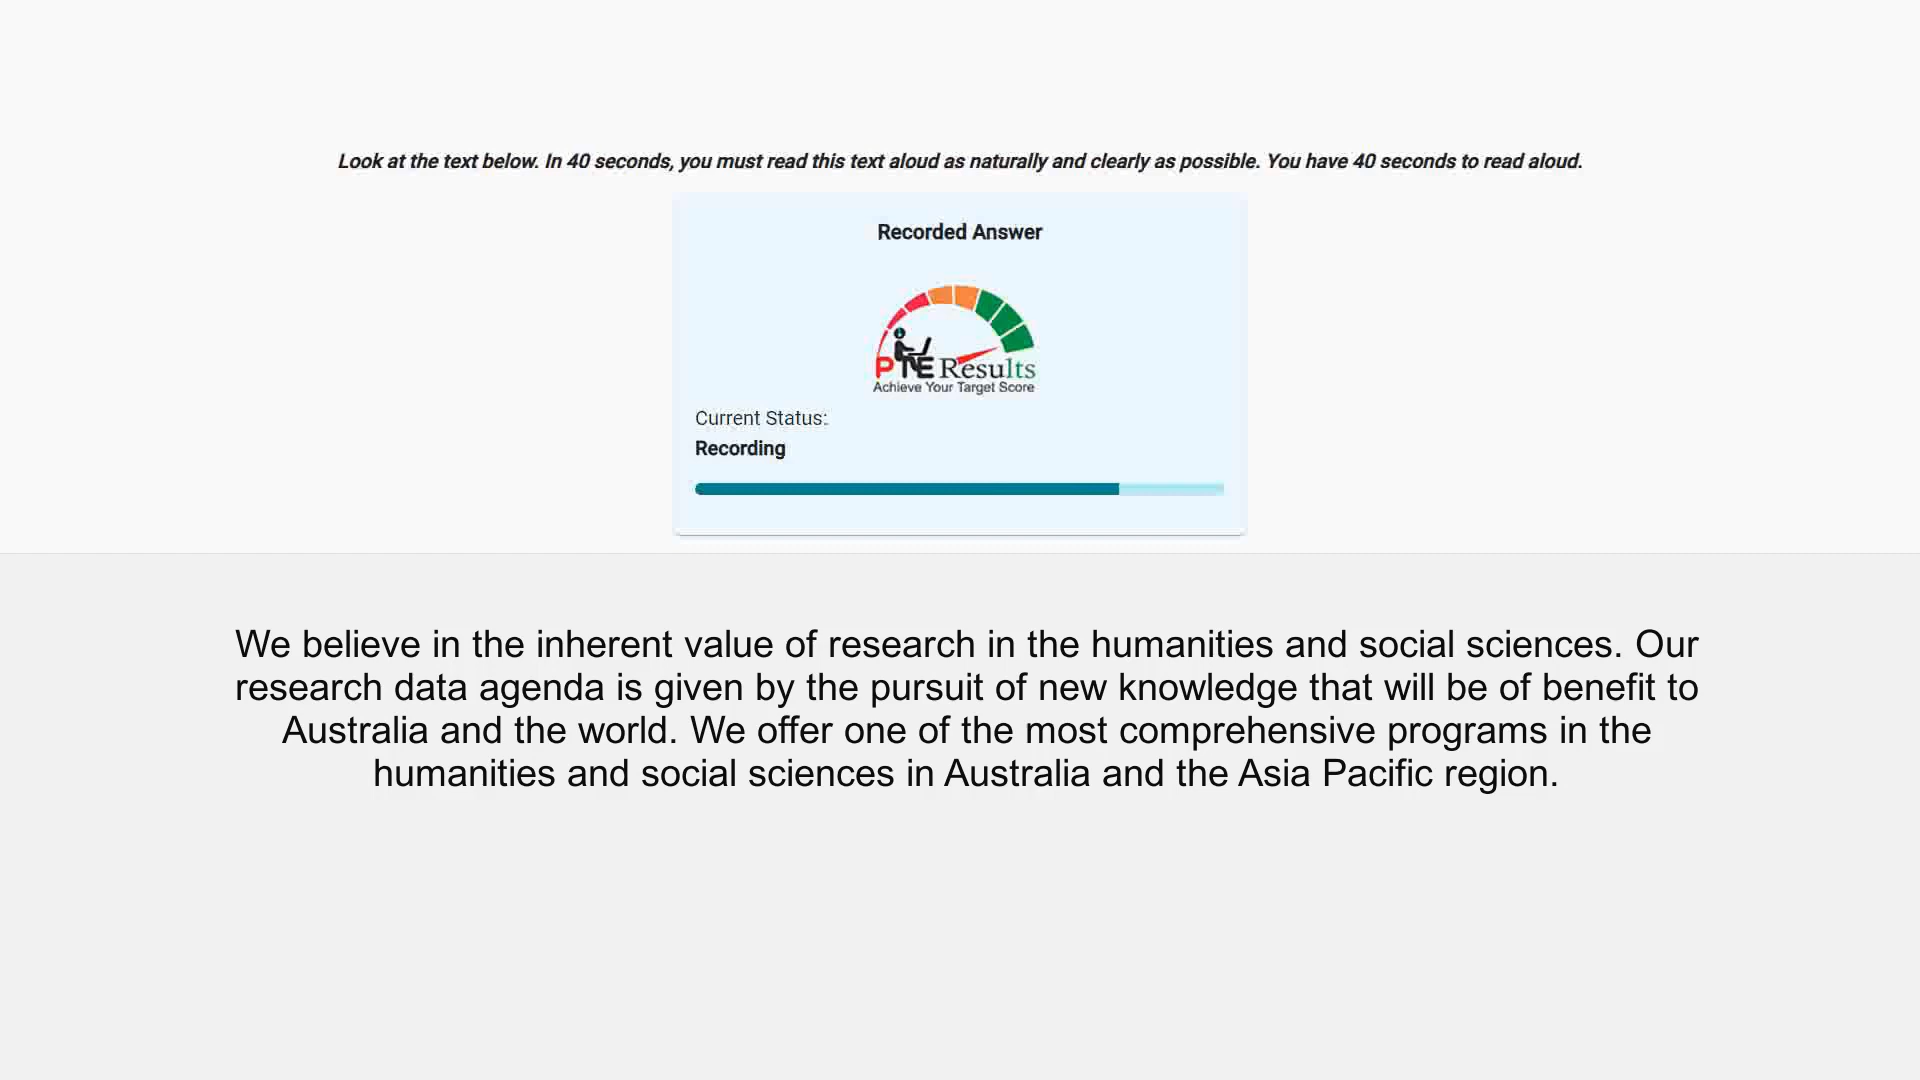 Look at the text below. In 40 seconds, you must read this text aloud as naturally and clearly as possible. You have 40 seconds to read aloud.
Recorded Answer
PTE Results
Achieve Your Target Score
Current Status:
Recording
We believe in the inherent value of research in the humanities and social sciences. Our
research data agenda is given by the pursuit of new knowledge that will be of benefit to
Australia and the world. We offer one of the most comprehensive programs in the
humanities and social sciences in Australia and the Asia Pacific region.